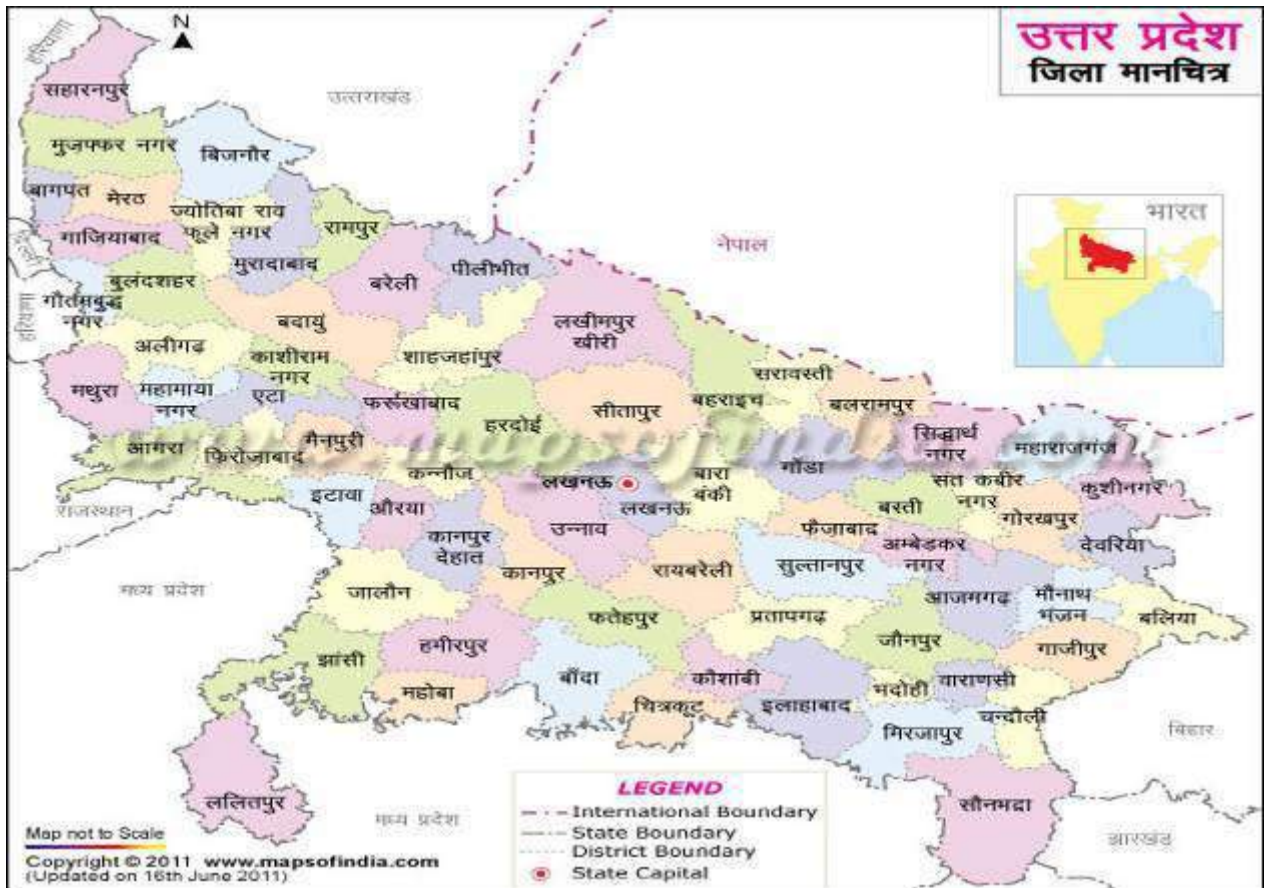 उत्तर प्रदेश
जिला मानचित्र
N
हरियाणा
सहारनपुर
उत्तराखंड
मुज़फ्फर नगर
बिजनौर
बागपत
मेरठ
ज्योतिबा राव
फूले नगर
रामपुर
भारत
गाजियाबाद
मुरादाबाद
नेपाल
पीलीभीत
बरेली
बुलंदशहर
गौतमबुद्ध
नगर
हरियाणा
बदायुं
लखीमपुर
खीरी
अलीगढ़
काशीराम
नगर
शाहजहांपुर
सरावस्ती
मथुरा
महामाया
नगर
एटा
फर्रूखाबाद
हरदोई
सीतापुर
बहराइच
बलरामपुर
सिद्धार्थ
नगर
महाराजगंज
आगरा
फिरोजाबाद
मैनपुरी
www.mapsofindia.com
कन्नौज
लखनऊ
लखनऊ
बारा
बंकी
गोंडा
संत कबीर
नगर
कुशीनगर
राजस्थान
इटावा
औरया
कानपुर
देहात
कानपुर
उन्नाव
रायबरेली
फैज़ाबाद
बस्ती
गोरखपुर
देवरिया
अम्बेडकर
नगर
सुल्तानपुर
मध्य प्रदेश
जालौन
फतेहपुर
प्रतापगढ़
आजमगढ़
मौनाथ
भंजन
बलिया
जौनपुर
गाजीपुर
झांसी
हमीरपुर
महोबा
बाँदा
चित्रकूट
कौशांबी
इलाहाबाद
भदोही
वाराणसी
चन्दौली
मिरजापुर
बिहार
ललितपुर
सौनभद्रा
मध्य प्रदेश
झारखंड
LEGEND
International Boundary
State Boundary
District Boundary
State Capital
Map not to Scale
Copyright © 2011 www.mapsofindia.com
(Updated on 16th June 2011)